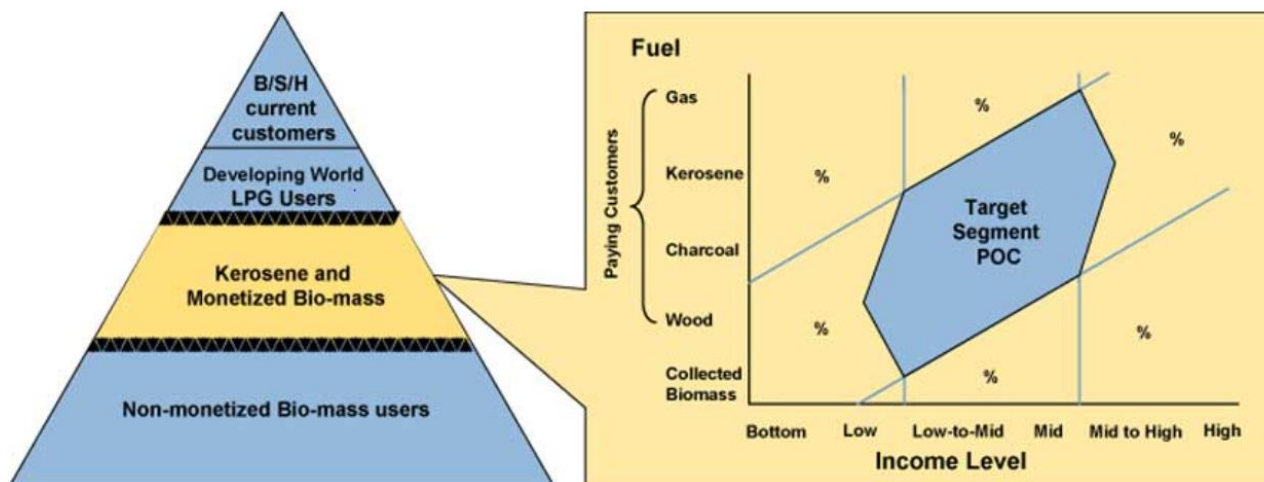 B/S/H
current
customers
Developing World
LPG Users
Kerosene and
Monetized Bio-mass
Non-monetized Bio-mass users
Fuel
Paying Customers
Gas
Kerosene
Charcoal
Wood
Collected
Biomass
%
%
%
%
%
%
%
Target
Segment
POC
Bottom
Low
Low-to-Mid
Mid
Mid to High
High
Income Level